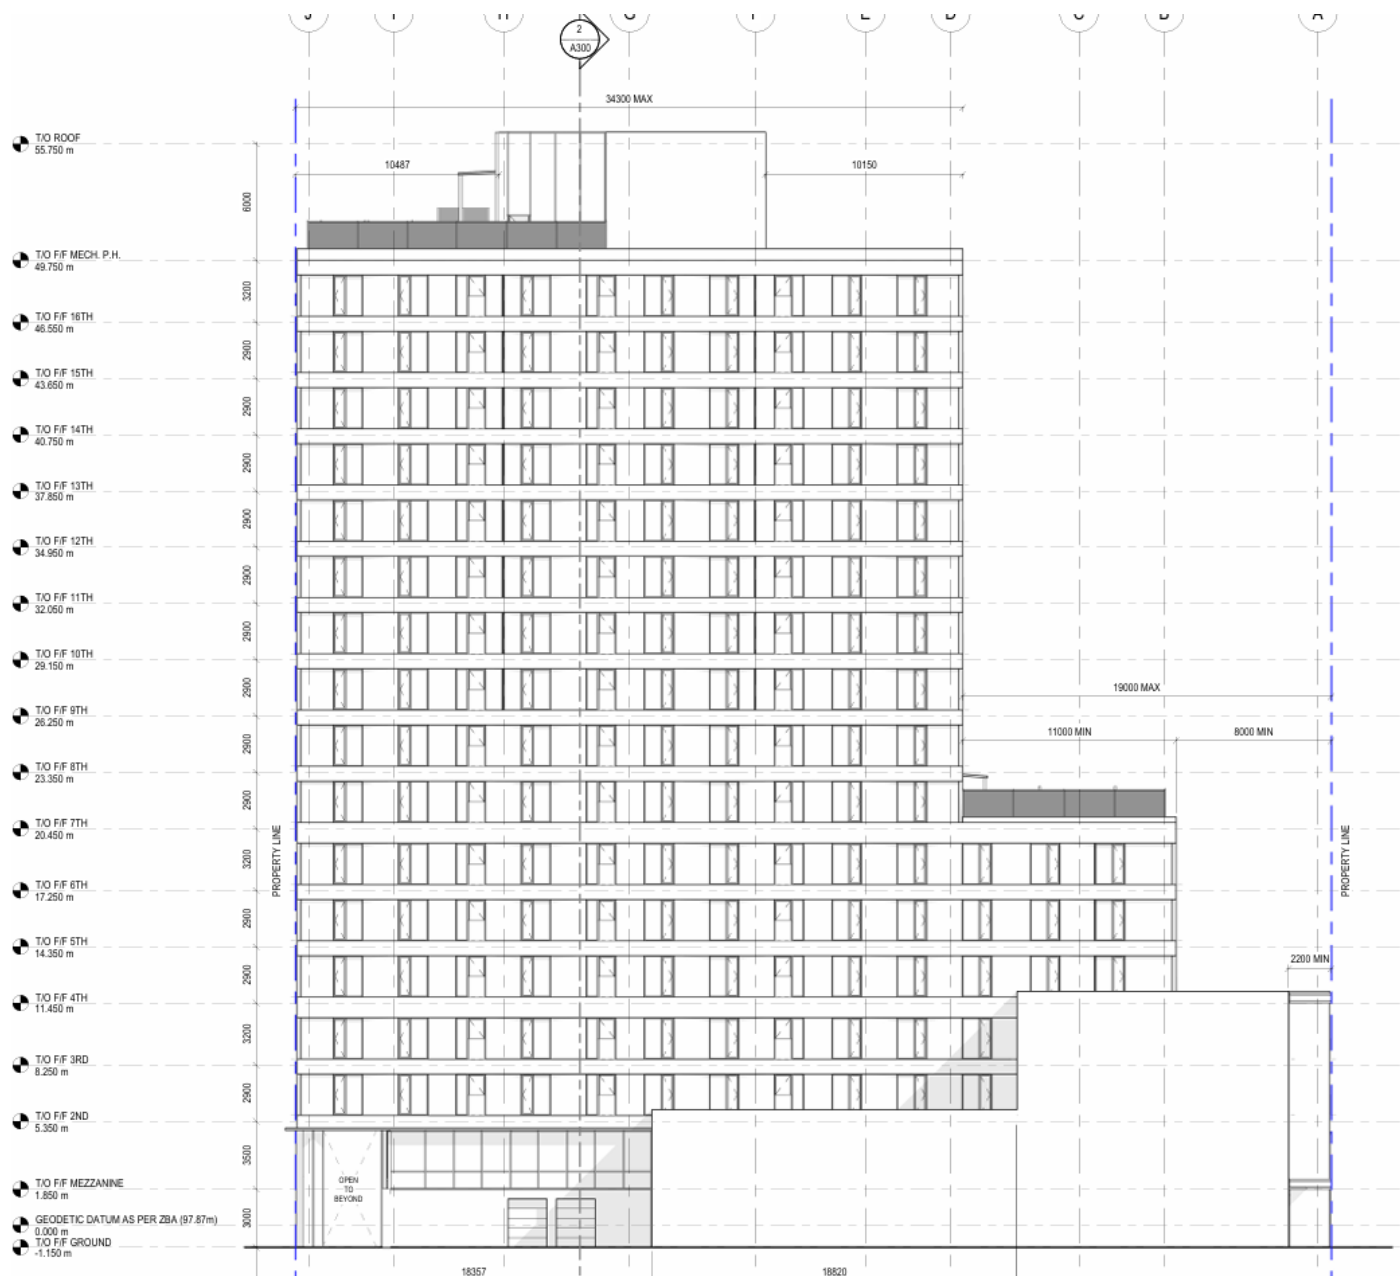 J
I
H
G
F
E
D
C
B
A
2
A300
34300 MAX
T/O ROOF
55.750 m
10487
10150
6000
T/O F/F MECH. P.H.
49.750 m
3200
T/O F/F 16TH
46.550 m
2900
T/O F/F 15TH
43.650 m
2900
T/O F/F 14TH
40.750 m
2900
T/O F/F 13TH
37.850 m
2900
T/O F/F 12TH
34.950 m
2900
T/O F/F 11TH
32.050 m
2900
T/O F/F 10TH
29.150 m
2900
19000 MAX
T/O F/F 9TH
26.250 m
11000 MIN
8000 MIN
2900
T/O F/F 8TH
23.350 m
2900
T/O F/F 7TH
20.450 m
PROPERTY LINE
PROPERTY LINE
3200
T/O F/F 6TH
17.250 m
2900
T/O F/F 5TH
14.350 m
2200 MIN
2900
T/O F/F 4TH
11.450 m
3200
T/O F/F 3RD
8.250 m
2900
T/O F/F 2ND
5.350 m
3500
OPEN
TO
BEYOND
T/O F/F MEZZANINE
1.850 m
3000
GEODETIC DATUM AS PER ZBA (97.87m)
0.000 m
T/O F/F GROUND
-1.150 m
18357
18820